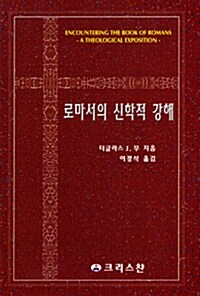 ENCOUNTERING THE BOOK OF ROMANS
- A THEOLOGICAL EXPOSITION -
로마서의 신학적 강해
더글라스 J. 무 지음
이경석 옮김
크리스챤